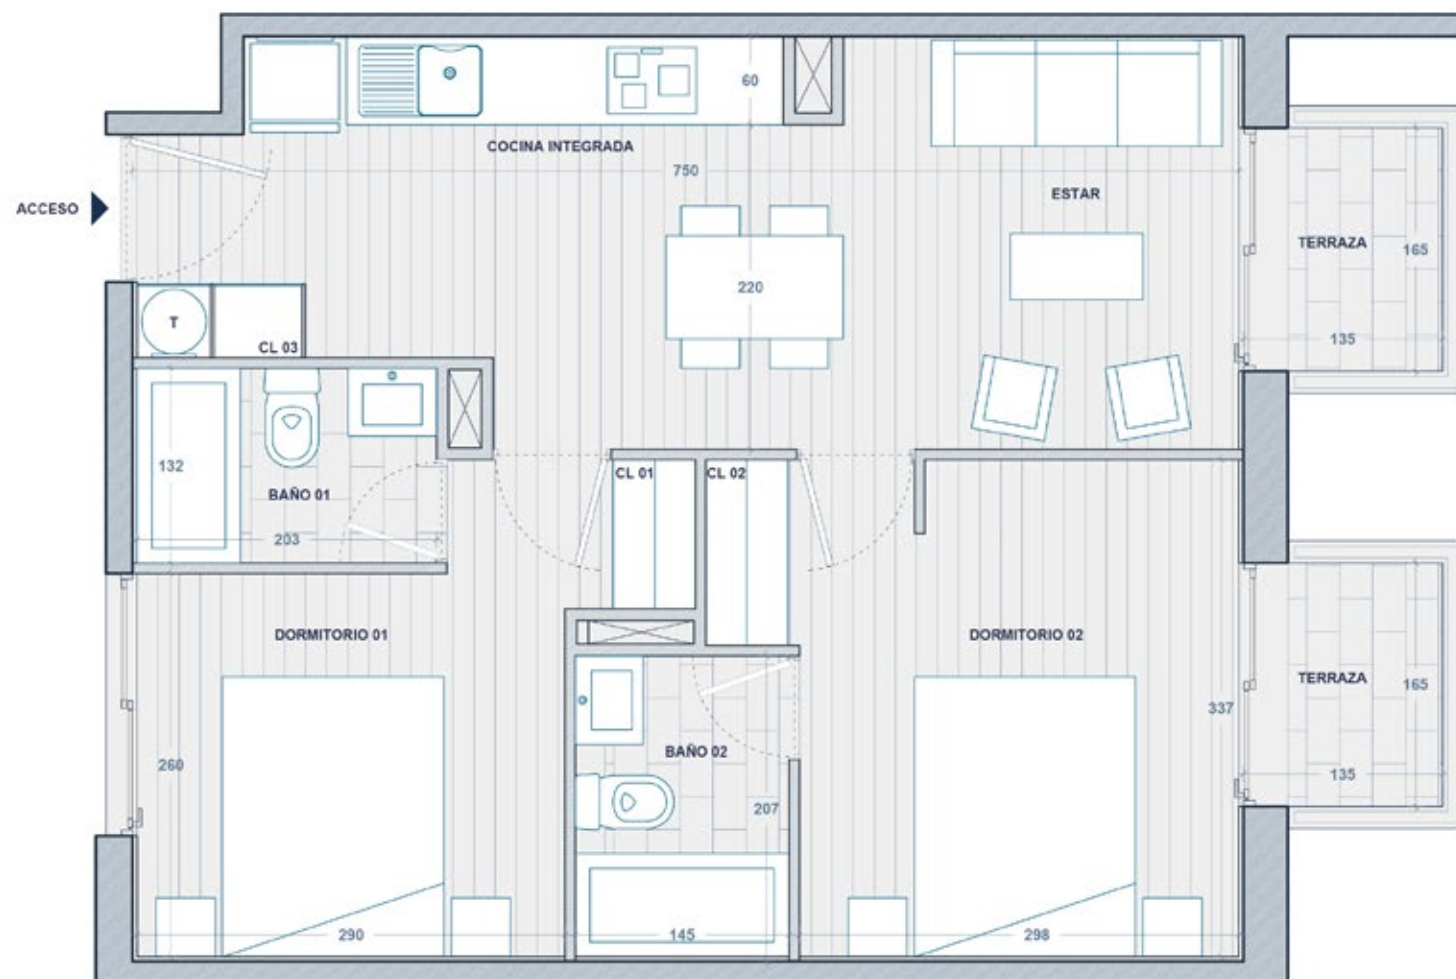 60
COCINA INTEGRADA
750
ACCESO
ESTAR
TERRAZA
165
220
T
CL 03
135
132
CL 01
CL 02
BAÑO 01
203
DORMITORIO 01
DORMITORIO 02
TERRAZA
165
337
BAÑO 02
260
135
207
290
145
298